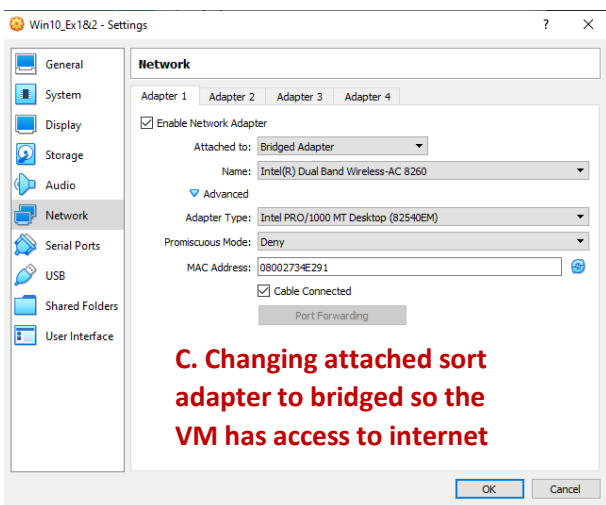 Win10_Ex1&2 - Settings
?
General
System
Display
Storage
Audio
Network
Serial Ports
USB
Shared Folders
User Interface
Network
Adapter 1 Adapter 2 Adapter 3 Adapter 4
Enable Network Adapter
Attached to: Bridged Adapter
Name: Intel(R) Dual Band Wireless-AC 8260
Advanced
Adapter Type: Intel PRO/1000 MT Desktop (82540EM)
Promiscuous Mode: Deny
MAC Address: 08002734E291
Cable Connected
Port Forwarding
C. Changing attached sort
adapter to bridged so the
VM has access to internet
OK Cancel